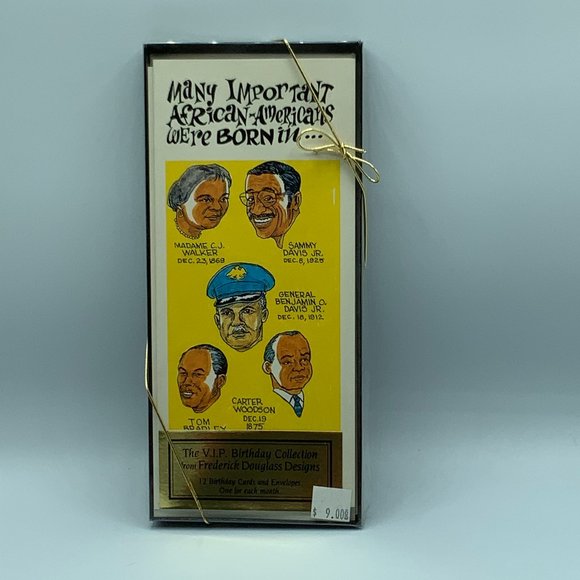 Many Important
African-Americans
Were Born in...
MADAME C.J.
WALKER
DEC. 23, 1869
SAMMY
DAVIS JR.
DEC. 8, 1925
GENERAL
BENJAMIN O.
DAVIS JR.
DEC. 18, 1912
CARTER
WOODSON
DEC. 19
1875
TOM
BRADLEY
The V.I.P. Birthday Collection
from Frederick Douglass Designs
12 Birthday Cards and Envelopes
One for each month.
$ 9.00